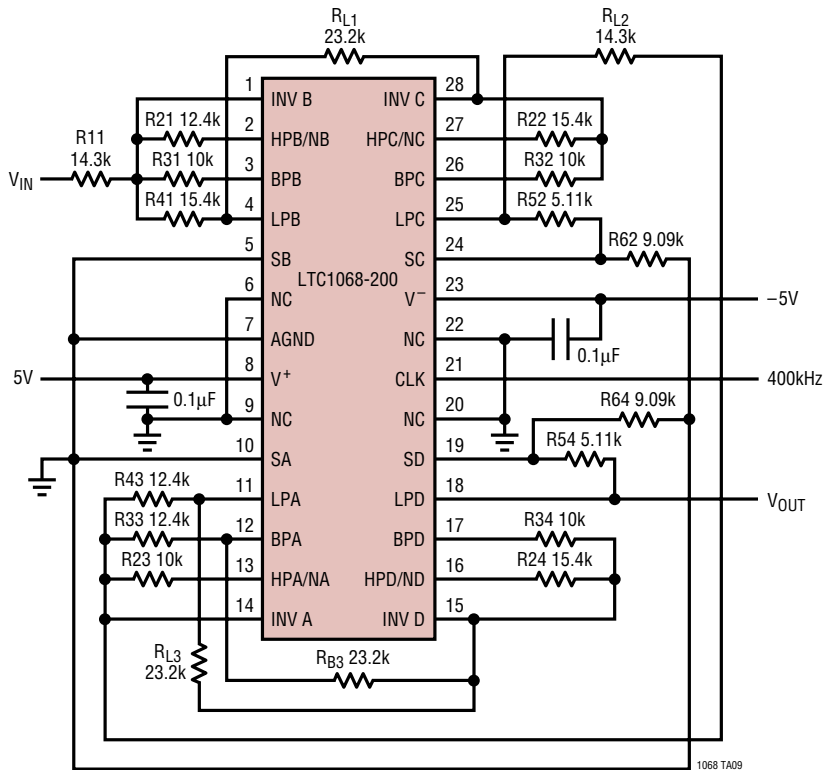 RL1
23.2k
RL2
14.3k
1
INV B
INV C
28
R21 12.4k
2
HPB/NB
HPC/NC
27
R22 15.4k
R11
14.3k
VIN
R31 10k
3
BPB
BPC
26
R32 10k
R41 15.4k
4
LPB
LPC
25
R52 5.11k
5
SB
SC
24
R62 9.09k
LTC1068-200
6
NC
V−
23
−5V
7
AGND
NC
22
0.1µF
5V
8
V+
CLK
21
400kHz
0.1µF
9
NC
NC
20
R64 9.09k
10
SA
SD
19
R54 5.11k
R43 12.4k
11
LPA
LPD
18
VOUT
R33 12.4k
12
BPA
BPD
17
R34 10k
R23 10k
13
HPA/NA
HPD/ND
16
R24 15.4k
14
INV A
INV D
15
RL3
23.2k
RB3 23.2k
1068 TA09